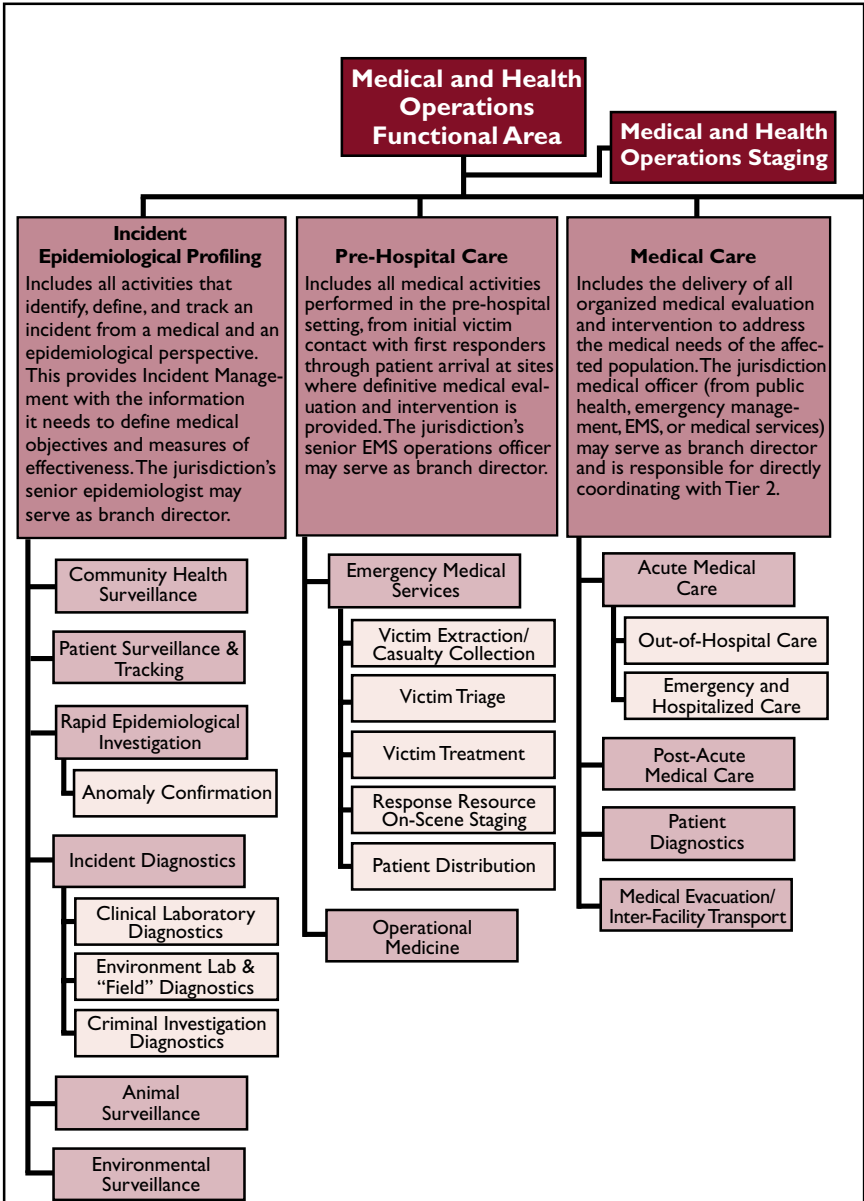 Medical and Health
Operations
Functional Area
Medical and Health
Operations Staging
Incident
Epidemiological Profiling
Includes all activities that
identify, define, and track an
incident from a medical and an
epidemiological perspective.
This provides Incident Manage-
ment with the information
it needs to define medical
objectives and measures of
effectiveness. The jurisdiction's
senior epidemiologist may
serve as branch director.
Community Health
Surveillance
Patient Surveillance &
Tracking
Rapid Epidemiological
Investigation
Anomaly Confirmation
Incident Diagnostics
Clinical Laboratory
Diagnostics
Environment Lab &
“Field” Diagnostics
Criminal Investigation
Diagnostics
Animal
Surveillance
Environmental
Surveillance
Pre-Hospital Care
Includes all medical activities
performed in the pre-hospital
setting, from initial victim
contact with first responders
through patient arrival at sites
where definitive medical eval-
uation and intervention is
provided. The jurisdiction's
senior EMS operations officer
may serve as branch director.
Emergency Medical
Services
Victim Extraction/
Casualty Collection
Victim Triage
Victim Treatment
Response Resource
On-Scene Staging
Patient Distribution
Operational
Medicine
Medical Care
Includes the delivery of all
organized medical evaluation
and intervention to address
the medical needs of the affec-
ted population. The jurisdiction
medical officer (from public
health, emergency manage-
ment, EMS, or medical services)
may serve as branch director
and is responsible for directly
coordinating with Tier 2.
Acute Medical
Care
Out-of-Hospital Care
Emergency and
Hospitalized Care
Post-Acute
Medical Care
Patient
Diagnostics
Medical Evacuation/
Inter-Facility Transport